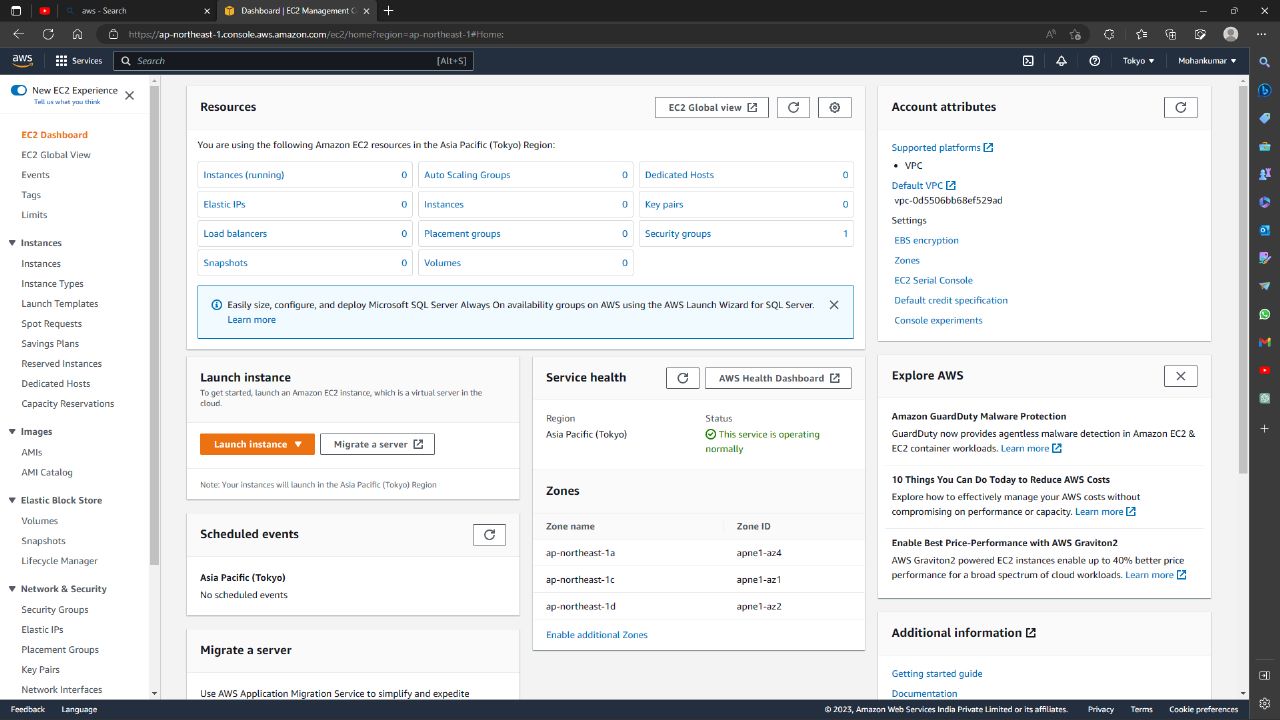 aws - Search
Dashboard | EC2 Management C
https://ap-northeast-1.console.aws.amazon.com/ec2/home?region=ap-northeast-1#Home:
aws
Services
Search
[Alt+S]
Tokyo
Mohankumar
New EC2 Experience
Tell us what you think
EC2 Dashboard
EC2 Global View
Events
Tags
Limits
Instances
Instances
Instance Types
Launch Templates
Spot Requests
Savings Plans
Reserved Instances
Dedicated Hosts
Capacity Reservations
Images
AMIs
AMI Catalog
Elastic Block Store
Volumes
Snapshots
Lifecycle Manager
Network & Security
Security Groups
Elastic IPs
Placement Groups
Key Pairs
Network Interfaces
Resources
EC2 Global view
You are using the following Amazon EC2 resources in the Asia Pacific (Tokyo) Region:
Instances (running) 0
Auto Scaling Groups 0
Dedicated Hosts 0
Elastic IPs 0
Instances 0
Key pairs 0
Load balancers 0
Placement groups 0
Security groups 1
Snapshots 0
Volumes 0
Easily size, configure, and deploy Microsoft SQL Server Always On availability groups on AWS using the AWS Launch Wizard for SQL Server.
Learn more
Launch instance
To get started, launch an Amazon EC2 instance, which is a virtual server in the
cloud.
Launch instance
Migrate a server
Note: Your instances will launch in the Asia Pacific (Tokyo) Region
Scheduled events
Asia Pacific (Tokyo)
No scheduled events
Migrate a server
Use AWS Application Migration Service to simplify and expedite
Service health
AWS Health Dashboard
Region
Asia Pacific (Tokyo)
Status
This service is operating
normally
Zones
Zone name Zone ID
ap-northeast-1a apne1-az4
ap-northeast-1c apne1-az1
ap-northeast-1d apne1-az2
Enable additional Zones
Account attributes
Supported platforms
• VPC
Default VPC
vpc-0d5506bb68ef529ad
Settings
EBS encryption
Zones
EC2 Serial Console
Default credit specification
Console experiments
Explore AWS
Amazon GuardDuty Malware Protection
GuardDuty now provides agentless malware detection in Amazon EC2 &
EC2 container workloads. Learn more
10 Things You Can Do Today to Reduce AWS Costs
Explore how to effectively manage your AWS costs without
compromising on performance or capacity. Learn more
Enable Best Price-Performance with AWS Graviton2
AWS Graviton2 powered EC2 instances enable up to 40% better price
performance for a broad spectrum of cloud workloads. Learn more
Additional information
Getting started guide
Documentation
Feedback
Language
© 2023, Amazon Web Services India Private Limited or its affiliates.
Privacy
Terms
Cookie preferences